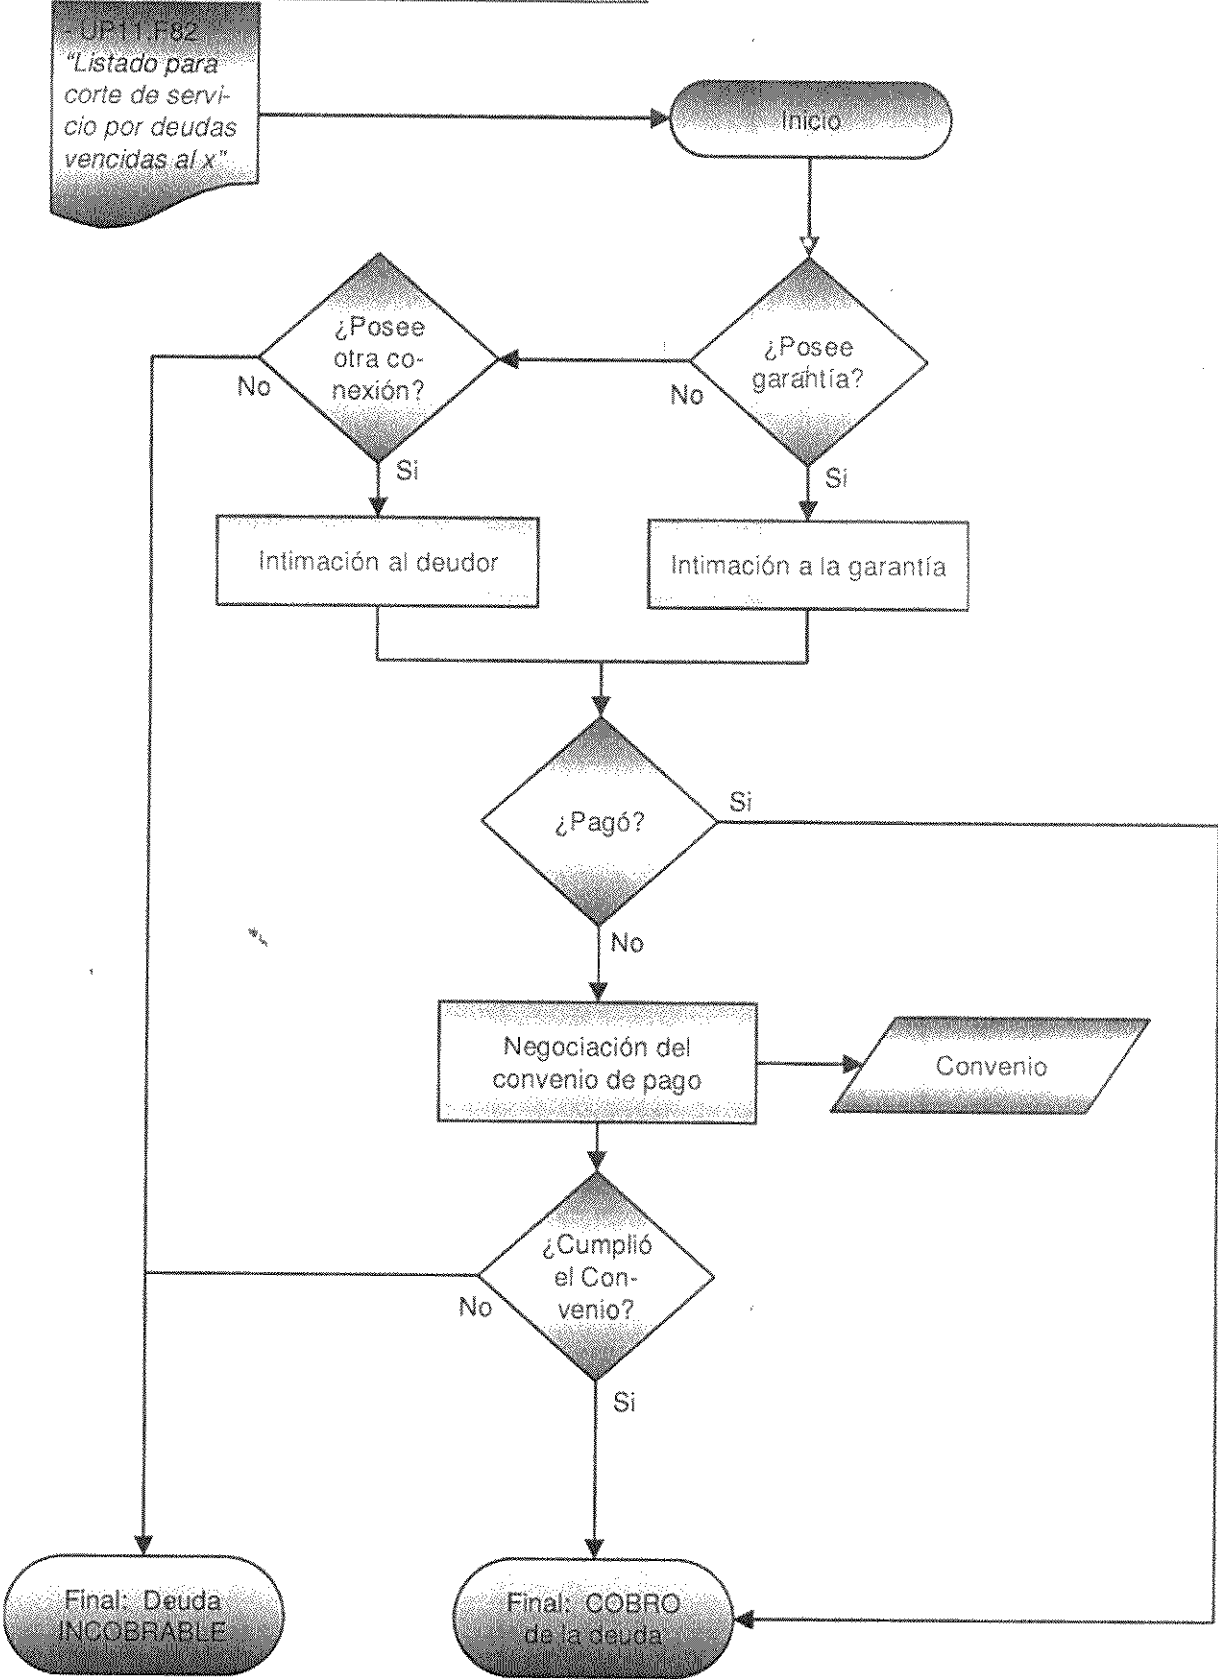 - UP11.F82
"Listado para
corte de servi-
cio por deudas
vencidas al x"
Inicio
¿Posee
otra co-
nexión?
¿Posee
garantía?
No
No
Si
Si
Intimación al deudor
Intimación a la garantía
¿Pagó?
Si
No
Negociación del
convenio de pago
Convenio
¿Cumplió
el Con-
venio?
No
Si
Final: Deuda
INCOBRABLE
Final: COBRO
de la deuda